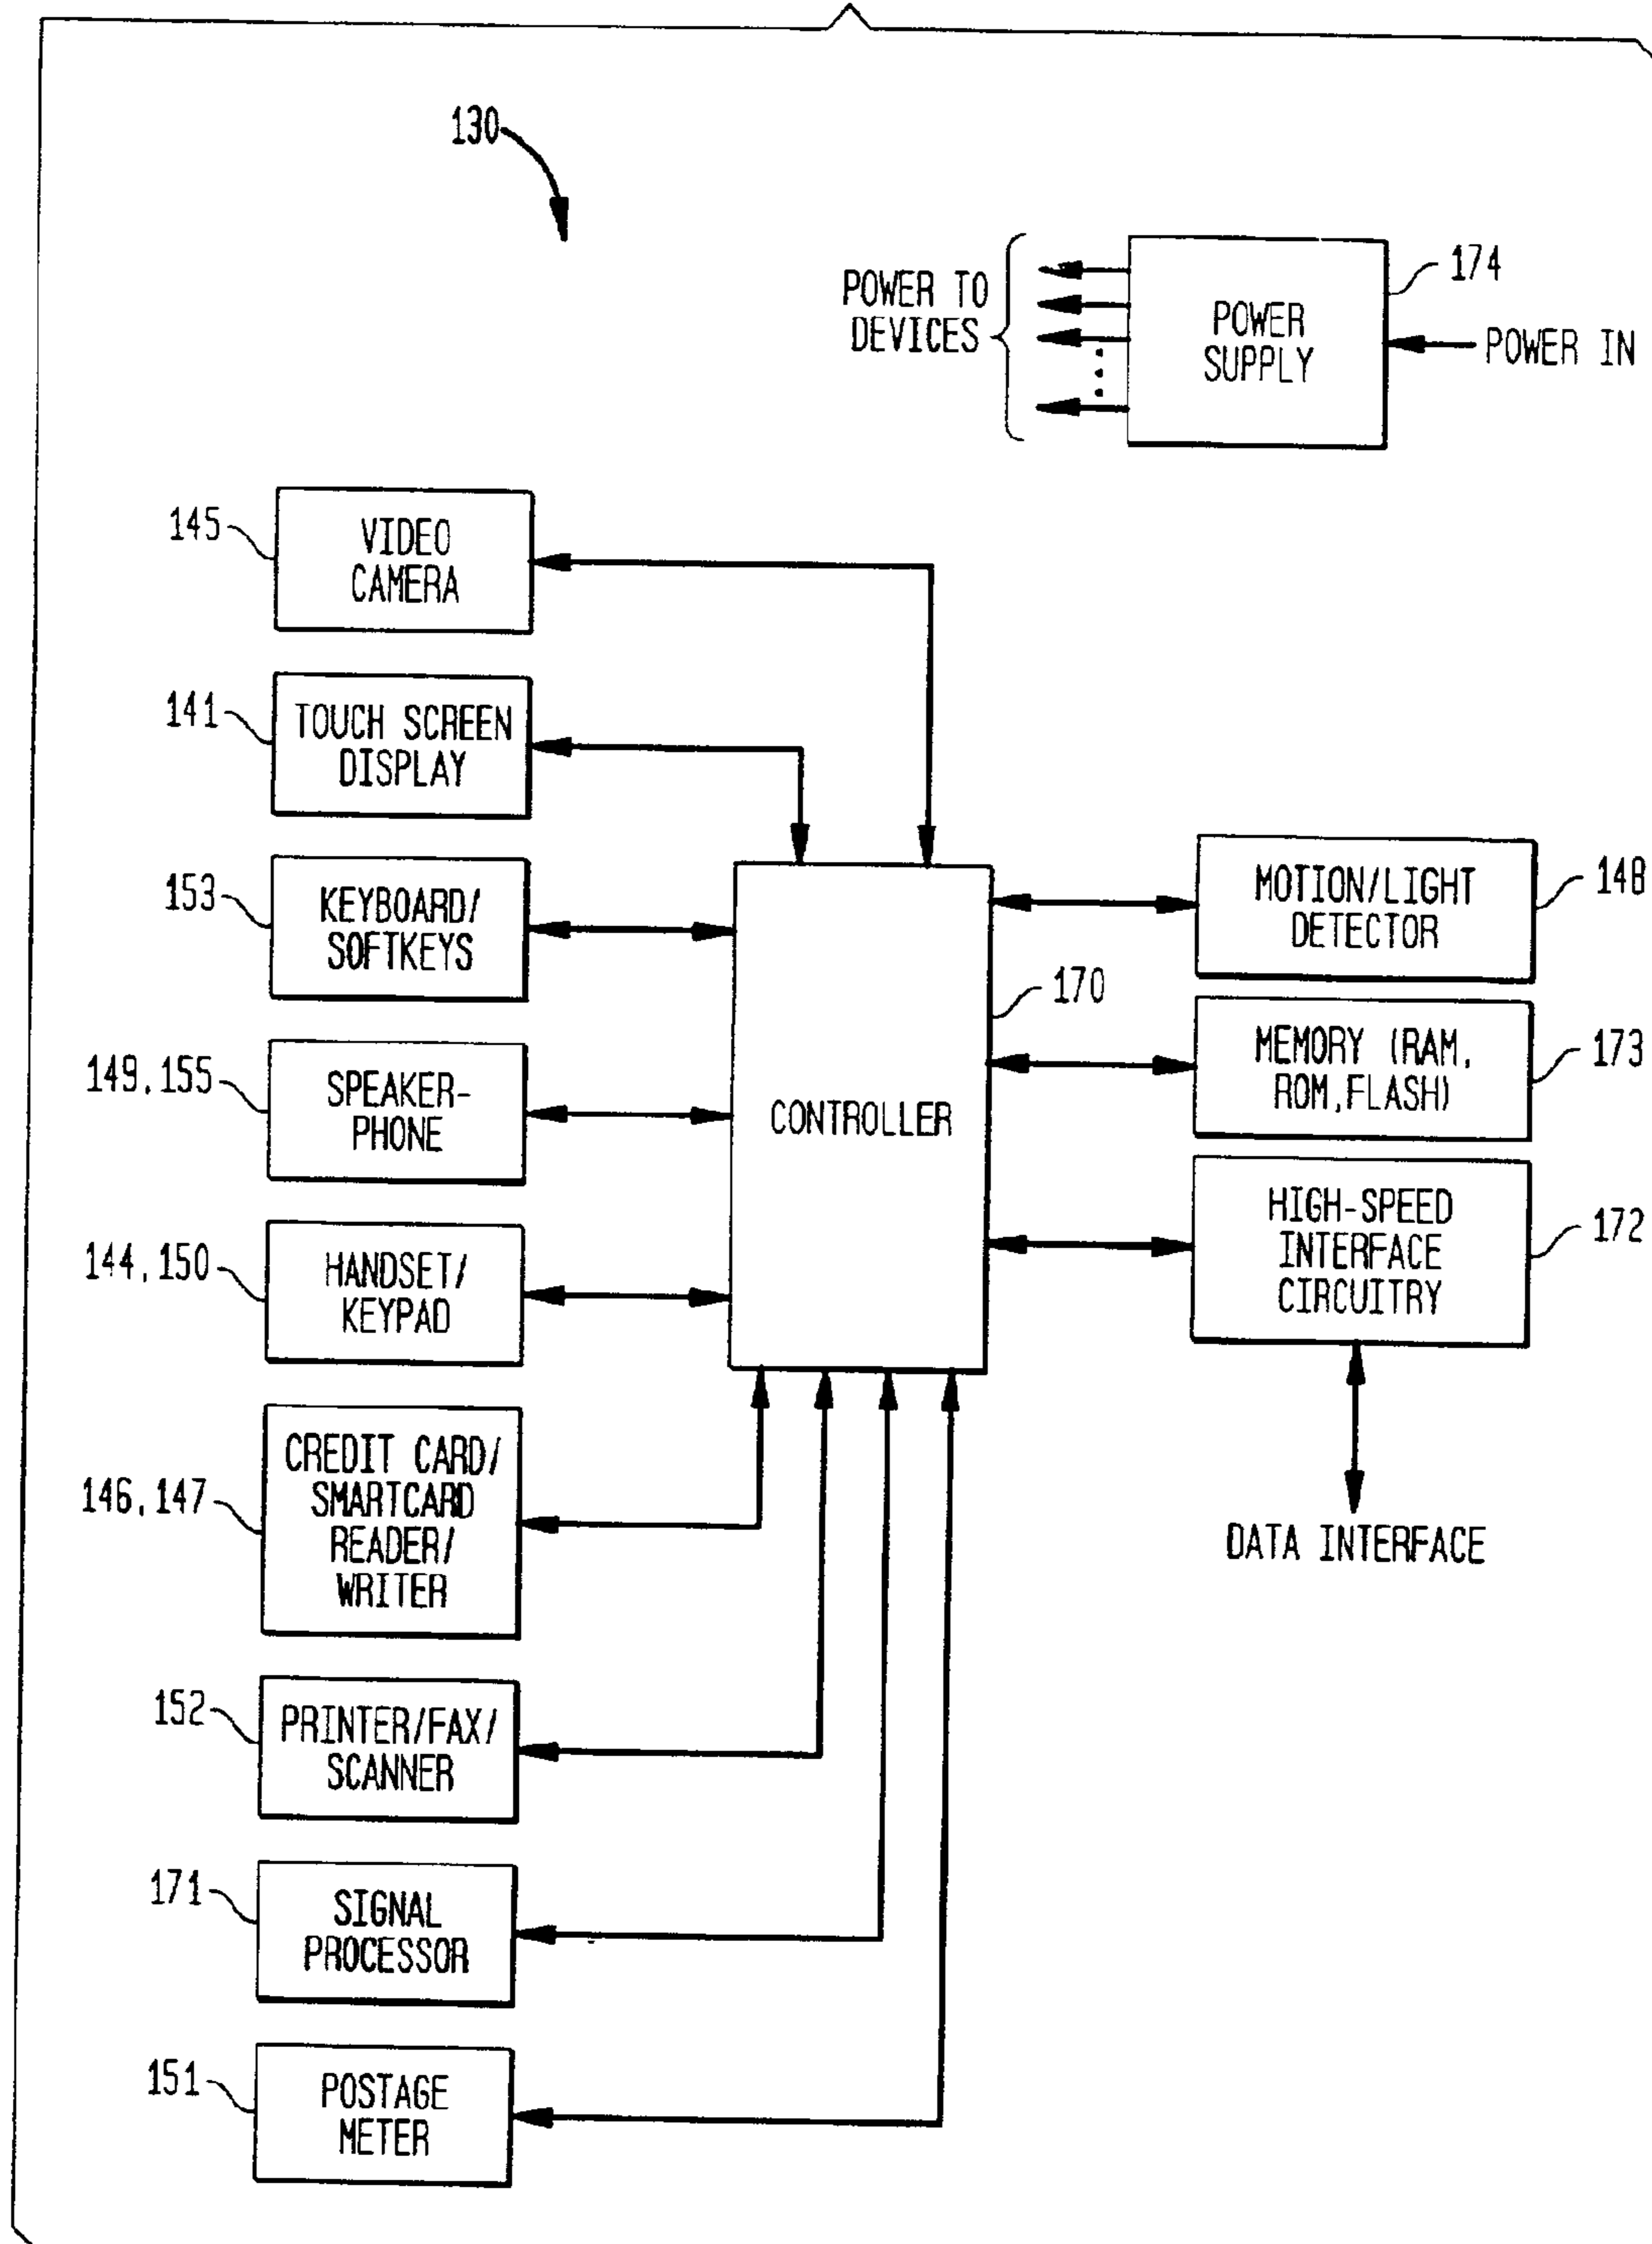 130
POWER TO
DEVICES
POWER
SUPPLY
174
POWER IN
145
VIDEO
CAMERA
141
TOUCH SCREEN
DISPLAY
153
KEYBOARD/
SOFTKEYS
149, 155
SPEAKER-
PHONE
144, 150
HANDSET/
KEYPAD
146, 147
CREDIT CARD/
SMARTCARD
READER/
WRITER
152
PRINTER/FAX/
SCANNER
171
SIGNAL
PROCESSOR
151
POSTAGE
METER
CONTROLLER
170
MOTION/LIGHT
DETECTOR
148
MEMORY (RAM,
ROM, FLASH)
173
HIGH-SPEED
INTERFACE
CIRCUITRY
172
DATA INTERFACE